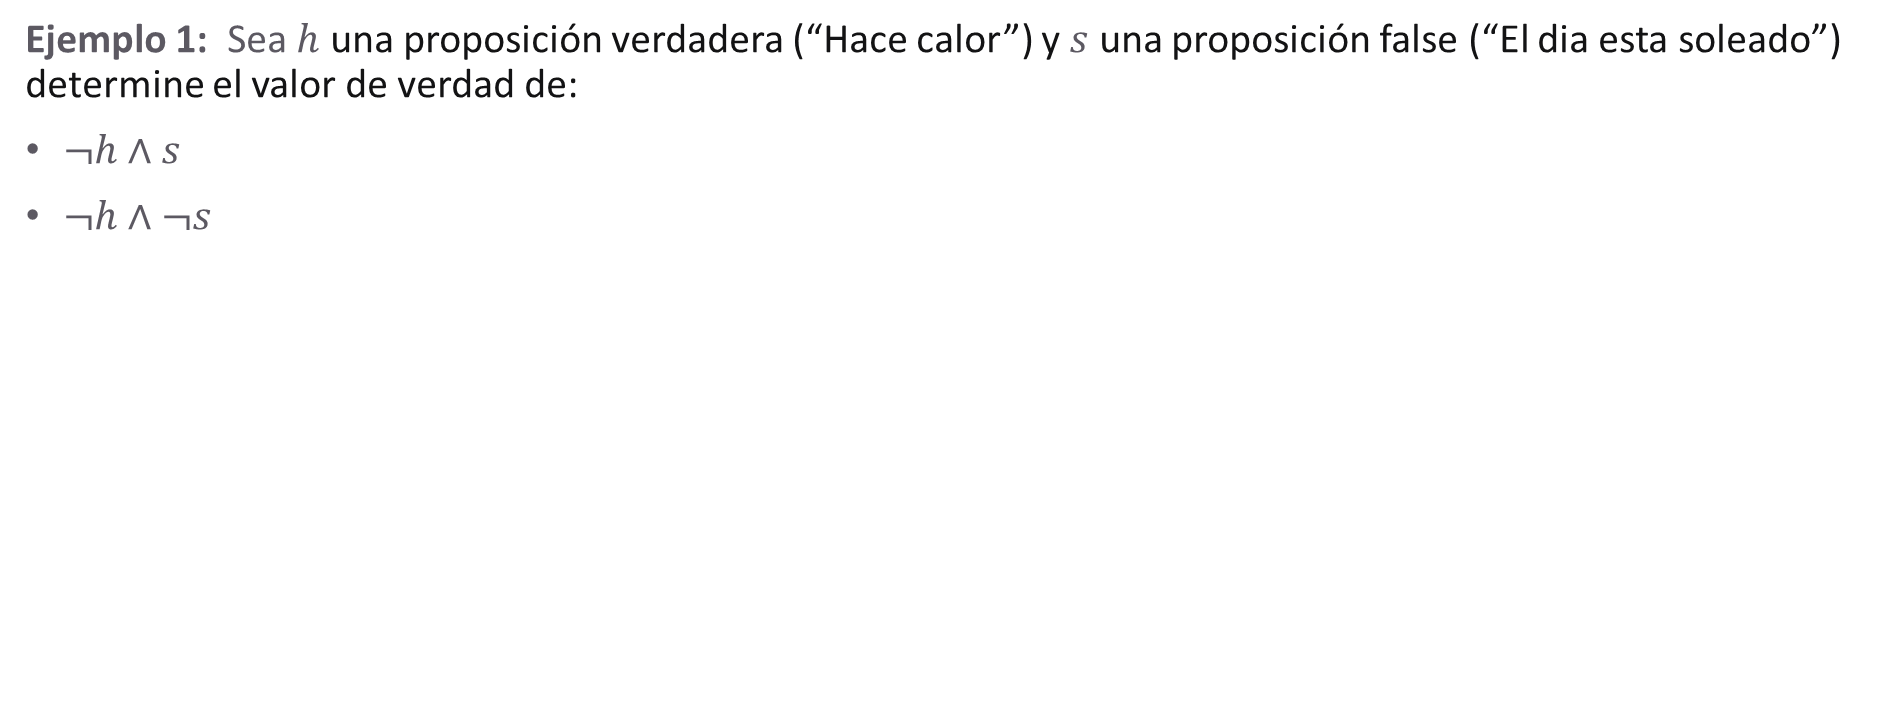 Ejemplo 1: Sea h una proposición verdadera (“Hace calor”) y s una proposición false (“El dia esta soleado”)
determine el valor de verdad de:
• ¬h ∧ s
• ¬h ∧ ¬s